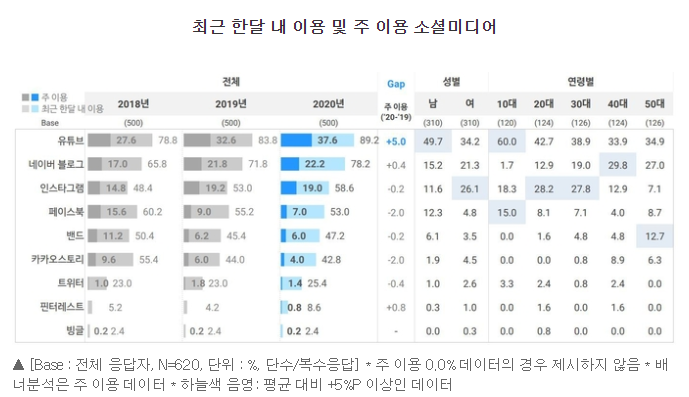 최근 한달 내 이용 및 주 이용 소셜미디어
전체 Gap 성별 연령별
주 이용
최근 한달 내 이용
2018년 2019년 2020년 주 이용 ('20-'19) 남 여 10대 20대 30대 40대 50대
Base (500) (500) (500) (310) (310) (120) (124) (126) (124) (126)
유튜브 27.6 78.8 32.6 83.8 37.6 89.2 +5.0 49.7 34.2 60.0 42.7 38.9 33.9 34.9
네이버 블로그 17.0 65.8 21.8 71.8 22.2 78.2 +0.4 15.2 21.3 1.7 12.9 19.0 29.8 27.0
인스타그램 14.8 48.4 19.2 53.0 19.0 58.6 -0.2 11.6 26.1 18.3 28.2 27.8 12.9 7.1
페이스북 15.6 60.2 9.0 55.2 7.0 53.0 -2.0 12.3 4.8 15.0 8.1 7.1 4.0 8.7
밴드 11.2 50.4 6.2 45.4 6.0 47.2 -0.2 6.1 3.5 0.0 1.6 4.8 4.8 12.7
카카오스토리 9.6 55.4 6.0 44.0 4.0 42.8 -2.0 1.9 4.5 0.0 0.0 0.8 8.9 6.3
트위터 1.0 23.0 1.8 23.0 1.4 25.4 -0.4 1.0 2.6 3.3 2.4 0.8 2.4 0.0
핀터레스트 5.2 4.2 0.8 8.6 +0.8 0.0 1.0 0.0 1.6 0.0 1.6 0.0
빙글 0.2 2.4 0.2 2.4 0.2 2.4 - 0.0 0.3 0.0 0.8 0.0 0.0 0.0
▲ [Base : 전체 응답자, N=620, 단위 : %, 단수/복수응답] * 주 이용 0.0% 데이터의 경우 제시하지 않음 * 배
너분석은 주 이용 데이터 * 하늘색 음영: 평균 대비 +5%P 이상인 데이터